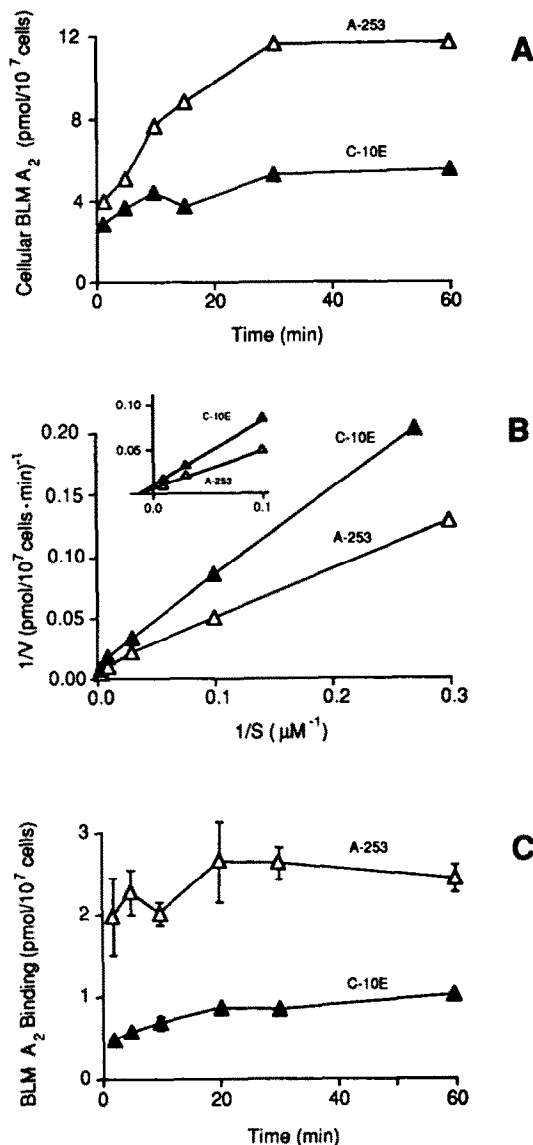 A
Cellular BLM A2 (pmol/10^7 cells)
12
8
4
0
A-253
C-10E
0
20
40
60
Time (min)
B
1/V (pmol/10^7 cells·min)^-1
0.20
0.15
0.10
0.05
0.00
0.10
0.05
C-10E
A-253
0.0
0.1
C-10E
A-253
0.0
0.1
0.2
0.3
1/S (μM^-1)
C
BLM A2 Binding (pmol/10^7 cells)
3
2
1
0
A-253
C-10E
0
20
40
60
Time (min)